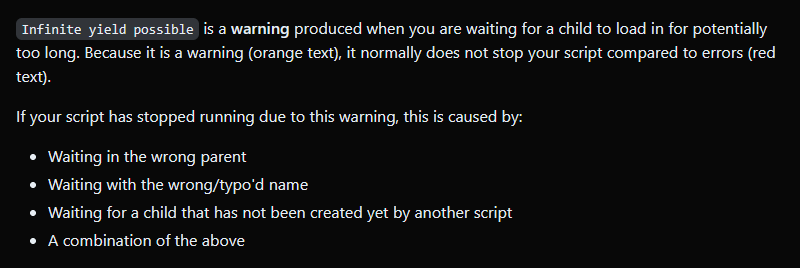 Infinite yield possible is a warning produced when you are waiting for a child to load in for potentially
too long. Because it is a warning (orange text), it normally does not stop your script compared to errors (red
text).
If your script has stopped running due to this warning, this is caused by:
• Waiting in the wrong parent
• Waiting with the wrong/typo'd name
• Waiting for a child that has not been created yet by another script
• A combination of the above